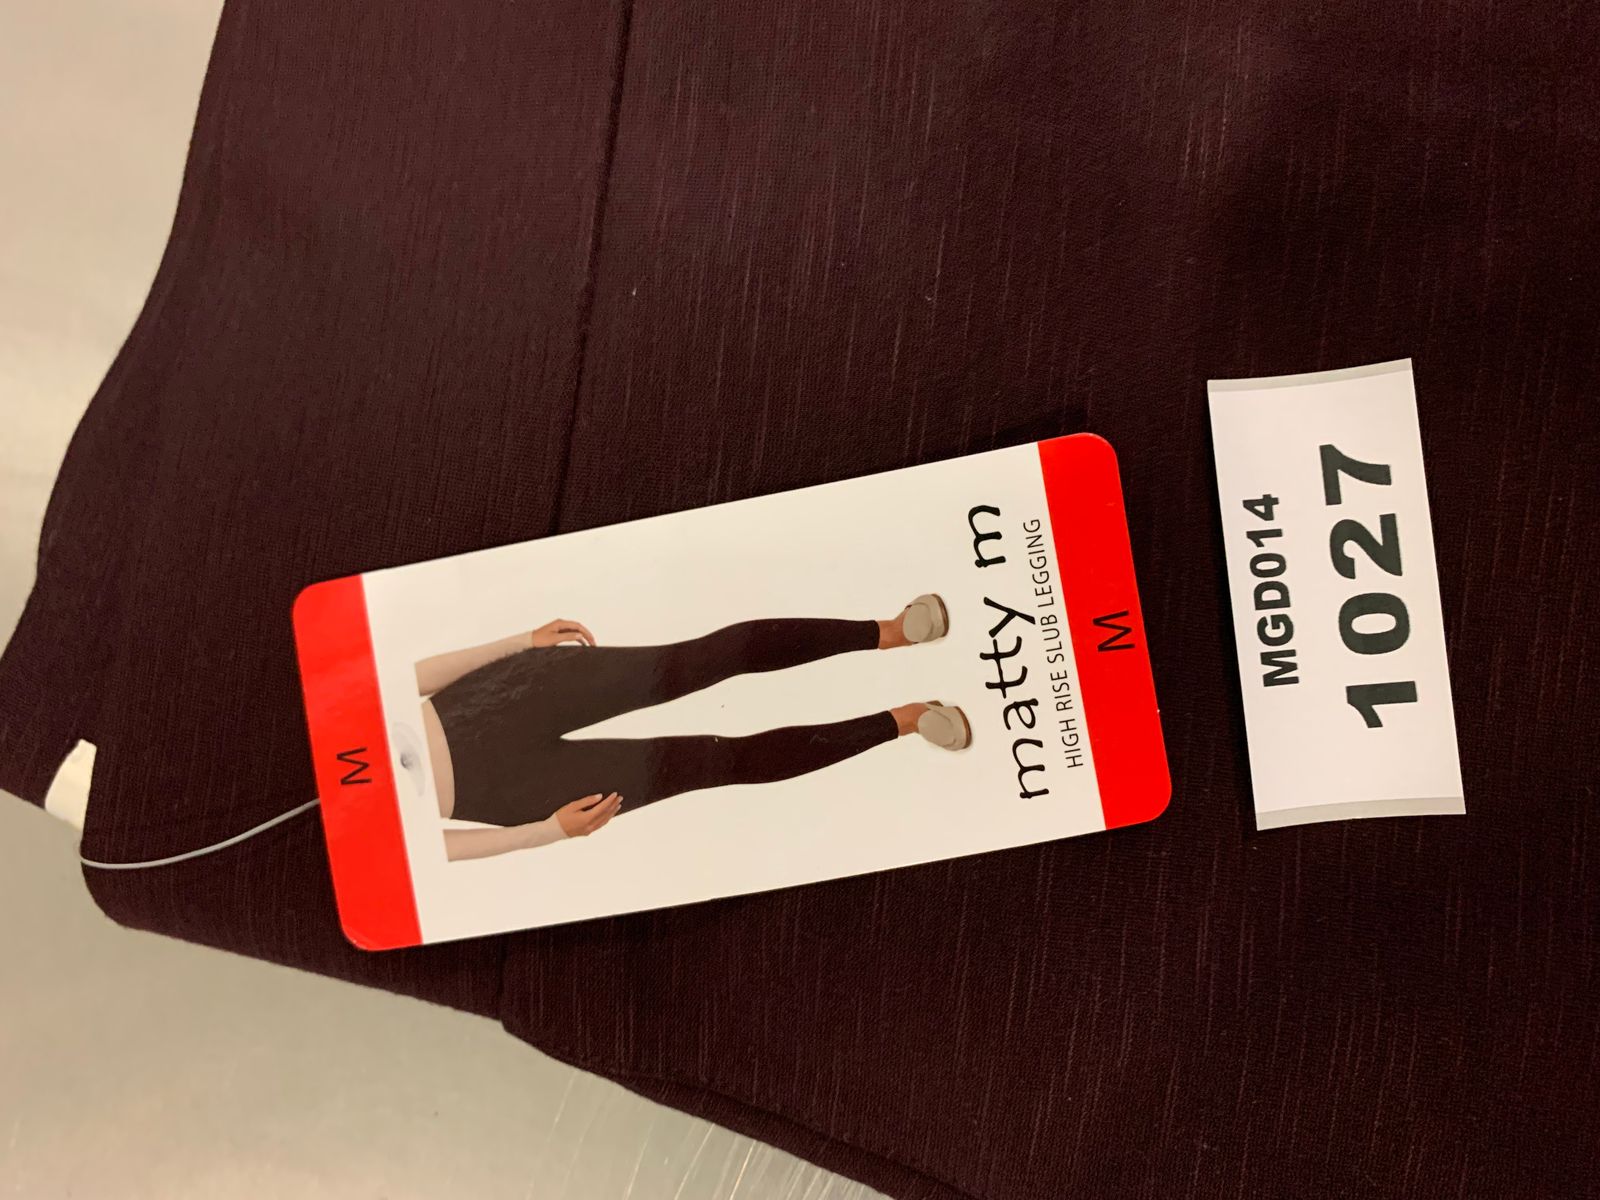 M
matty m
HIGH RISE SLUB LEGGING
M
MGD014
1027